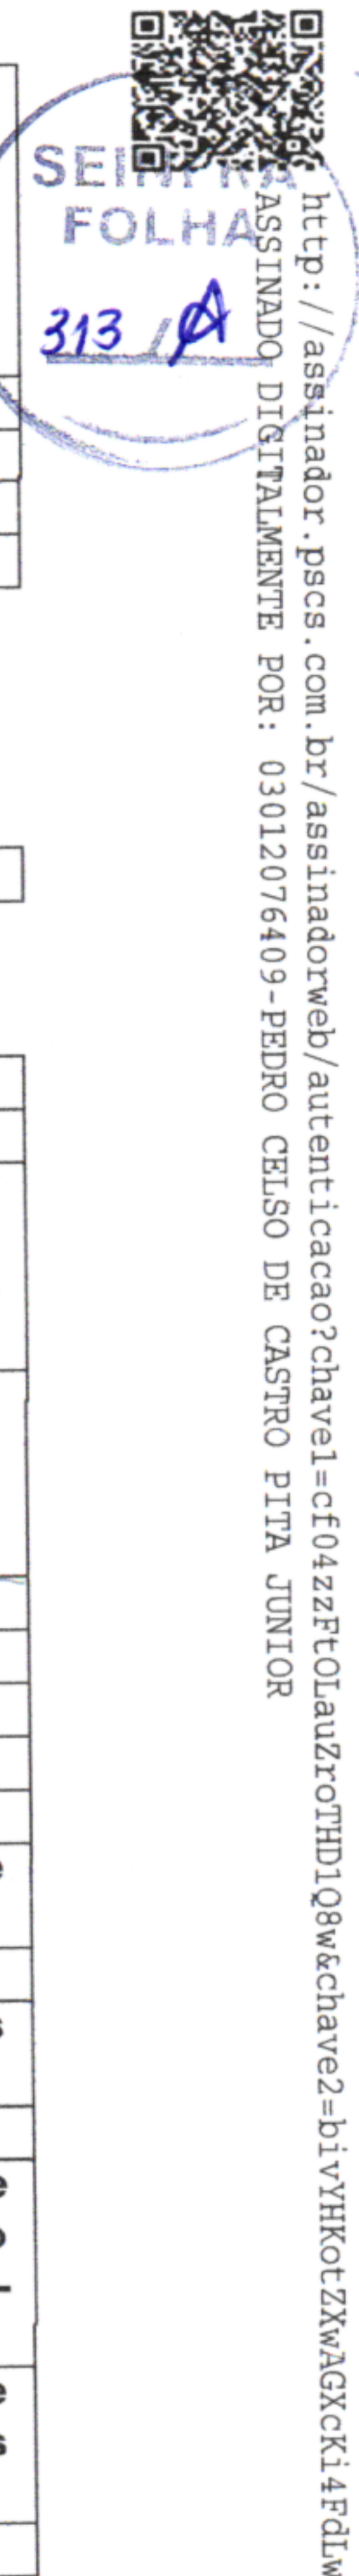 SEINFRA
FOLHA
313 /
http://assinador.pscs.com.br/assinadorweb/autenticacao?chave1=cf04zzFtOLauZroTHD1Q8w&chave2=bivYHKotZXwAGXcKi4FdLw
ASSINADO DIGITALMENTE POR: 03012076409-PEDRO CELSO DE CASTRO PITA JUNIOR